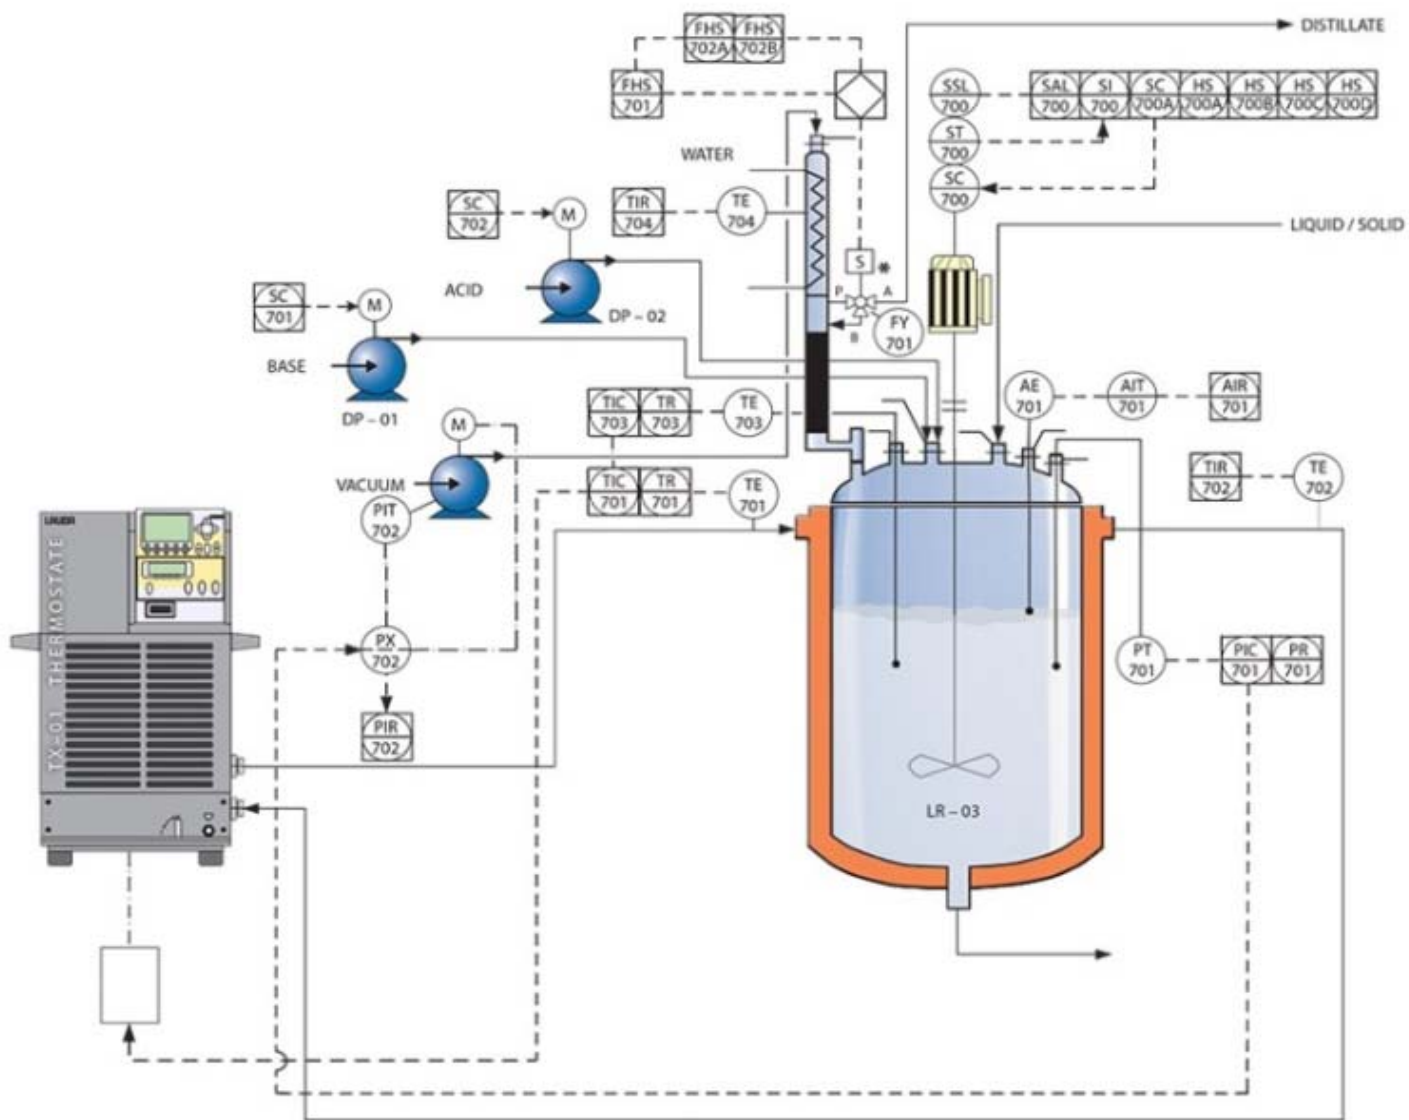 FHS FHS
702A 702B
DISTILLATE
FHS
701
SSL
700
SAL SI SC HS HS HS HS
700 700 700A 700A 700B 700C 700D
ST
700
SC
700
WATER
SC
702
M
TIR
704
TE
704
LIQUID / SOLID
S
*
P A
B
FY
701
ACID
DP – 02
SC
701
M
BASE
DP – 01
TIC TR
703 703
TE
703
AE
701
AIT
701
AIR
701
M
VACUUM
PIT
702
TIC TR
701 701
TE
701
TIR
702
TE
702
LAUDA
TX-01 THERMOSTATE
PX
702
PIR
702
PT
701
PIC PR
701 701
LR – 03